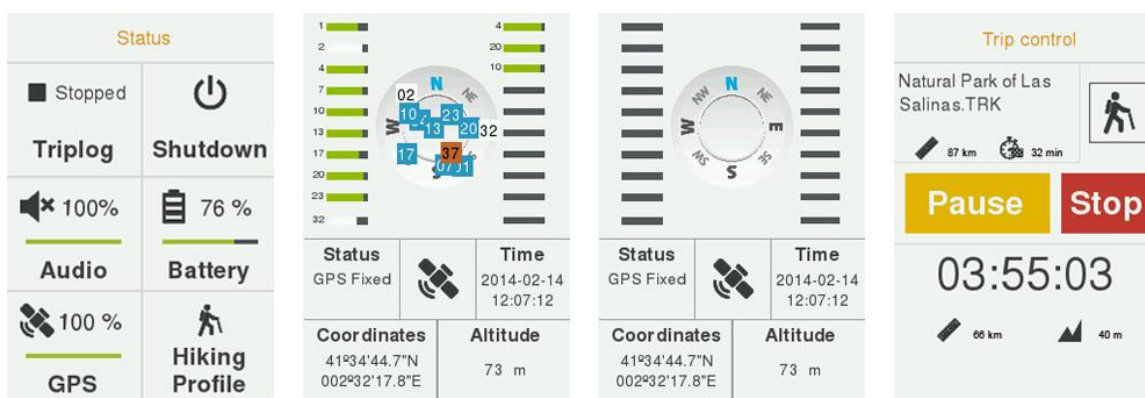 Status
Stopped
Triplog
Shutdown
100%
Audio
76 %
Battery
100 %
GPS
Hiking
Profile
1
2
4
7
10
13
17
20
23
32
4
20
10
02
N
NE
10
23
13
20
32
W
17
37
07
01
S
Status
GPS Fixed
Time
2014-02-14
12:07:12
Coordinates
41º34'44.7"N
002º32'17.8"E
Altitude
73 m
N
NW
NE
W
E
SW
SE
S
Status
GPS Fixed
Time
2014-02-14
12:07:12
Coordinates
41º34'44.7"N
002º32'17.8"E
Altitude
73 m
Trip control
Natural Park of Las
Salinas.TRK
87 km
32 min
Pause
Stop
03:55:03
66 km
40 m